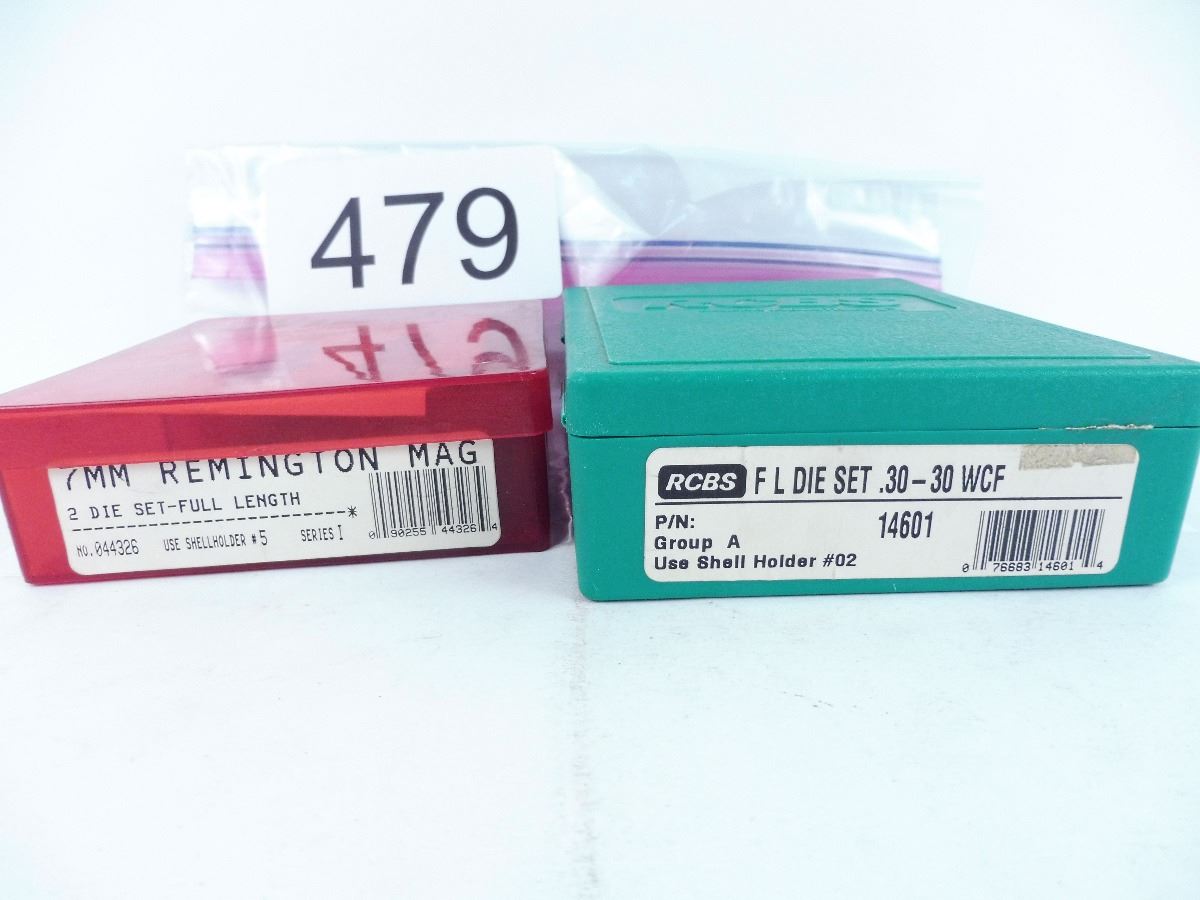 479
7MM REMINGTON MAG
2 DIE SET-FULL LENGTH
-----------------------------*
NO. 044326 USE SHELLHOLDER #5 SERIES I
0 90255 44326 4
RCBS
RCBS F L DIE SET .30-30 WCF
P/N: 14601
Group A
Use Shell Holder #02
0 76683 14601 4